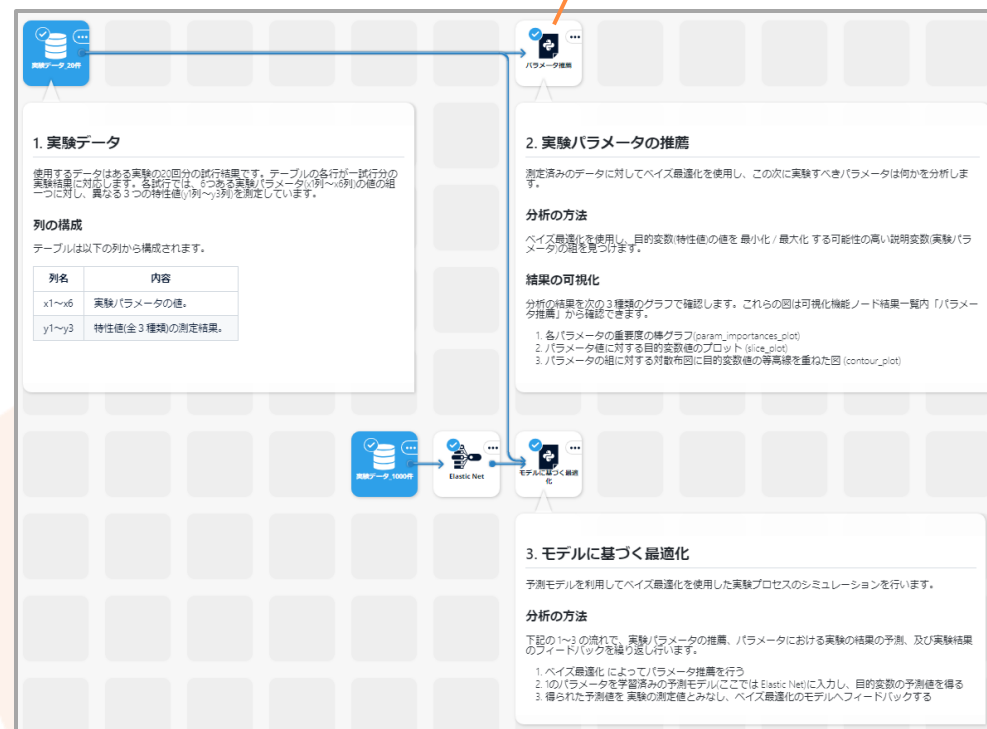 実験データ_20件
パラメータ推薦
1. 実験データ
使用するデータはある実験の20回分の試行結果です。テーブルの各行が一試行分の
実験結果に対応します。各試行では、6つある実験パラメータ(x1列～x6列)の値の組
一つに対し、異なる３つの特性値(y1列～y3列)を測定しています。
列の構成
テーブルは以下の列から構成されます。
列名 内容
x1～x6 実験パラメータの値。
y1～y3 特性値(全３種類)の測定結果。
2. 実験パラメータの推薦
測定済みのデータに対してベイズ最適化を使用し、この次に実験すべきパラメータは何かを分析しま
す。
分析の方法
ベイズ最適化を使用し、目的変数(特性値)の値を 最小化 / 最大化 する可能性の高い説明変数(実験パラ
メータ)の組を見つけます。
結果の可視化
分析の結果を次の３種類のグラフで確認します。これらの図は可視化機能ノード結果一覧内「パラメー
タ推薦」から確認できます。
1. 各パラメータの重要度の棒グラフ(param_importances_plot)
2. パラメータ値に対する目的変数値のプロット (slice_plot)
3. パラメータの組に対する対散布図に目的変数値の等高線を重ねた図 (contour_plot)
実験データ_1000件
Elastic Net
モデルに基づく最適
化
3. モデルに基づく最適化
予測モデルを利用してベイズ最適化を使用した実験プロセスのシミュレーションを行います。
分析の方法
下記の 1～3 の流れで、実験パラメータの推薦、パラメータにおける実験の結果の予測、及び実験結果
のフィードバックを繰り返し行います。
1. ベイズ最適化 によってパラメータ推薦を行う
2. 1のパラメータを学習済みの予測モデル(ここでは Elastic Net)に入力し、目的変数の予測値を得る
3. 得られた予測値を 実験の測定値とみなし、ベイズ最適化のモデルへフィードバックする